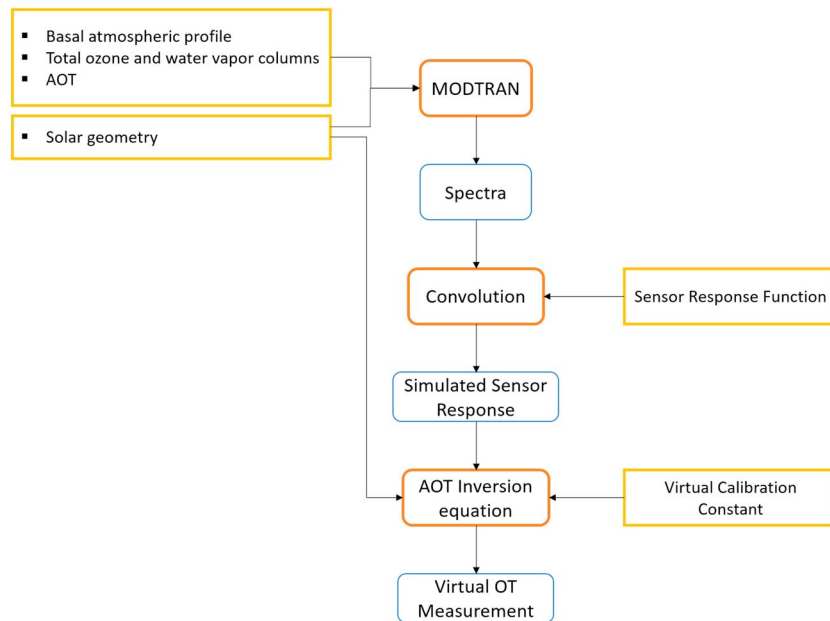 ▪ Basal atmospheric profile
▪ Total ozone and water vapor columns
▪ AOT
▪ Solar geometry
MODTRAN
Spectra
Convolution
Sensor Response Function
Simulated Sensor
Response
AOT Inversion
equation
Virtual Calibration
Constant
Virtual OT
Measurement